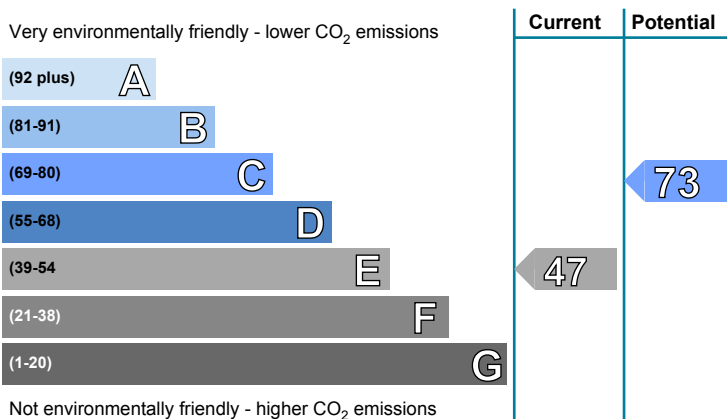 Current Potential
Very environmentally friendly - lower CO2 emissions
(92 plus) A
(81-91) B
(69-80) C
73
(55-68) D
(39-54 E
47
(21-38) F
(1-20) G
Not environmentally friendly - higher CO2 emissions